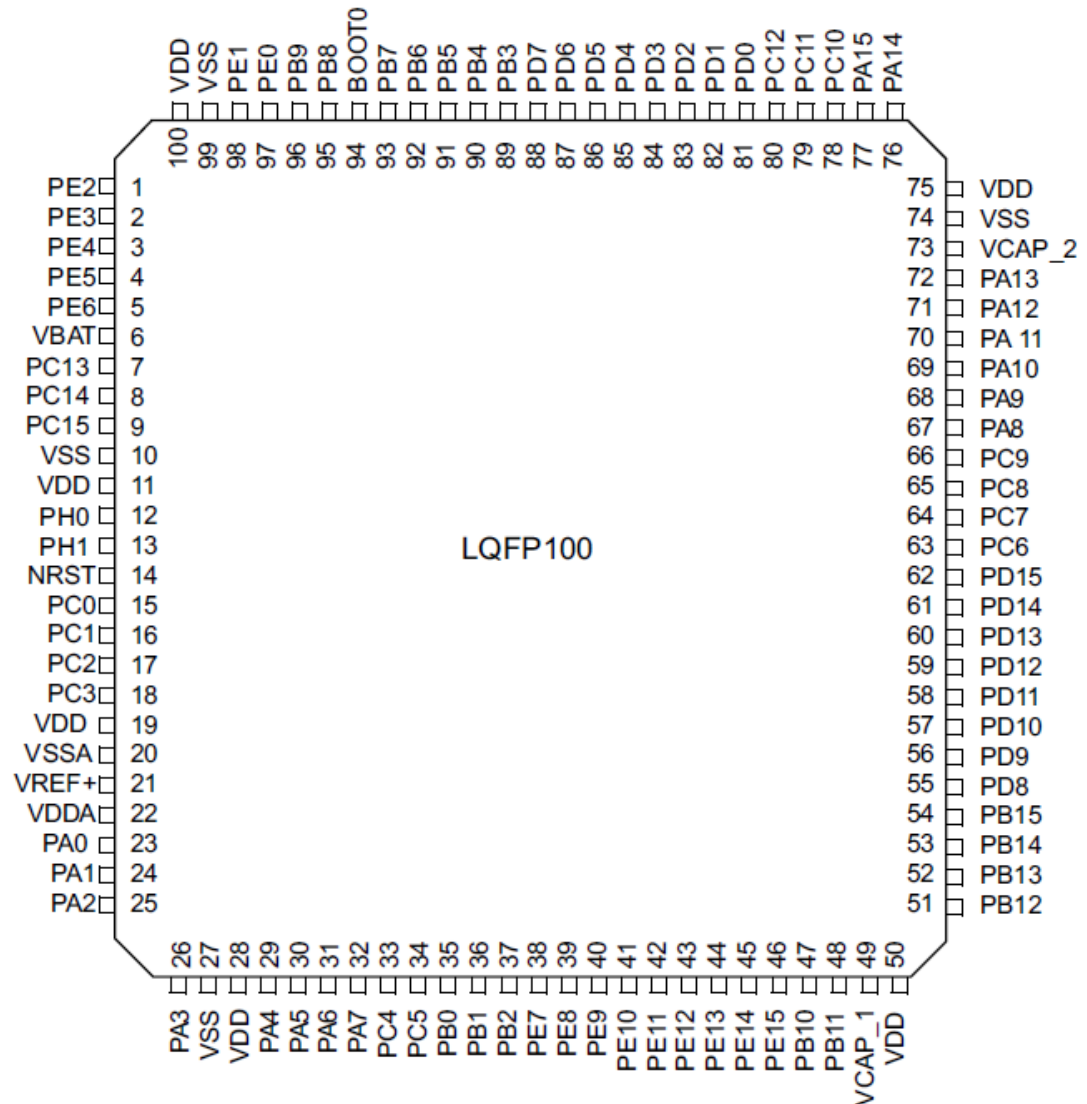 VDD VSS PE1 PE0 PB9 PB8 BOOT0 PB7 PB6 PB5 PB4 PB3 PD7 PD6 PD5 PD4 PD3 PD2 PD1 PD0 PC12 PC11 PC10 PA15 PA14
100 99 98 97 96 95 94 93 92 91 90 89 88 87 86 85 84 83 82 81 80 79 78 77 76
PE2 1 75 VDD
PE3 2 74 VSS
PE4 3 73 VCAP_2
PE5 4 72 PA13
PE6 5 71 PA12
VBAT 6 70 PA 11
PC13 7 69 PA10
PC14 8 68 PA9
PC15 9 67 PA8
VSS 10 66 PC9
VDD 11 65 PC8
PH0 12 64 PC7
PH1 13 LQFP100 63 PC6
NRST 14 62 PD15
PC0 15 61 PD14
PC1 16 60 PD13
PC2 17 59 PD12
PC3 18 58 PD11
VDD 19 57 PD10
VSSA 20 56 PD9
VREF+ 21 55 PD8
VDDA 22 54 PB15
PA0 23 53 PB14
PA1 24 52 PB13
PA2 25 51 PB12
26 27 28 29 30 31 32 33 34 35 36 37 38 39 40 41 42 43 44 45 46 47 48 49 50
PA3 VSS VDD PA4 PA5 PA6 PA7 PC4 PC5 PB0 PB1 PB2 PE7 PE8 PE9 PE10 PE11 PE12 PE13 PE14 PE15 PB10 PB11 VCAP_1 VDD